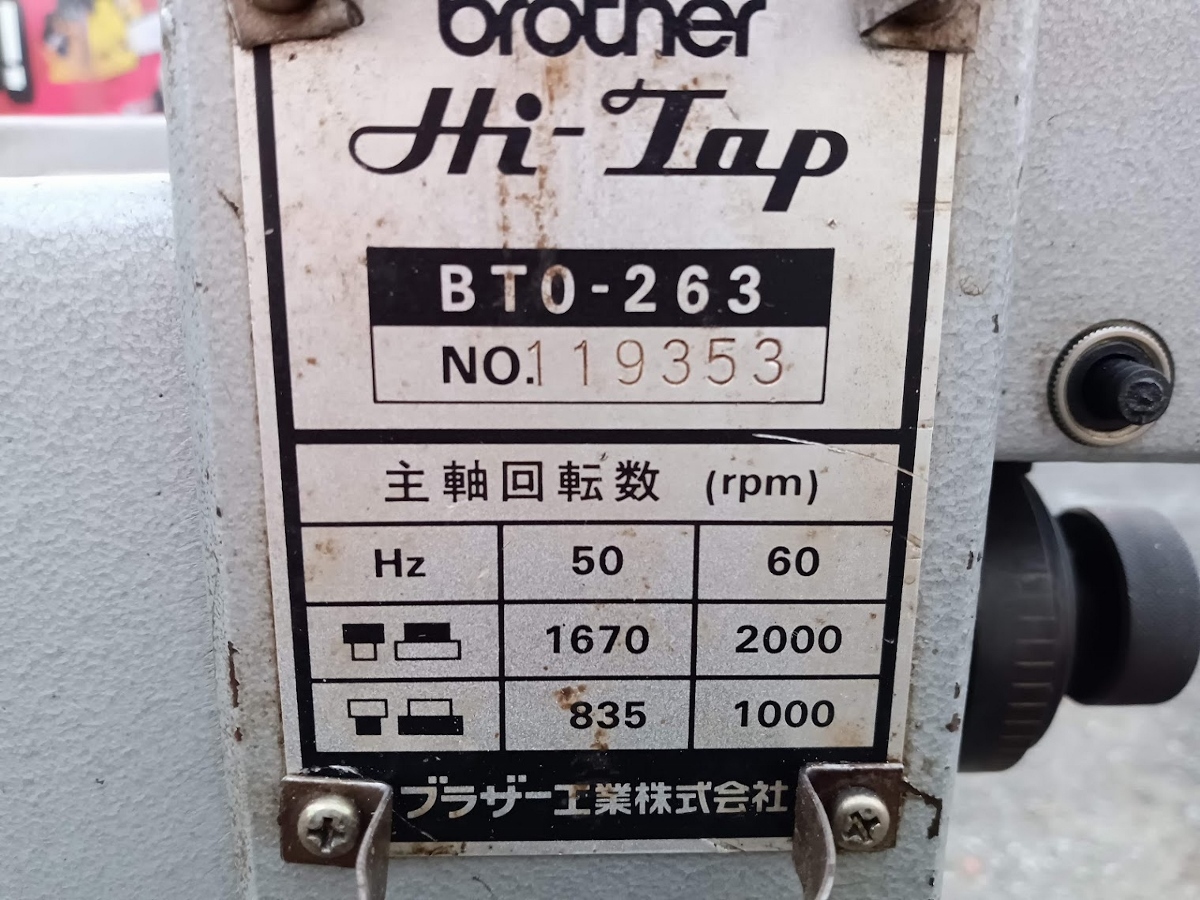 brother
Hi-Tap
BT0-263
NO.119353
主軸回転数 (rpm)
Hz 50 60
1670 2000
835 1000
ブラザー工業株式会社